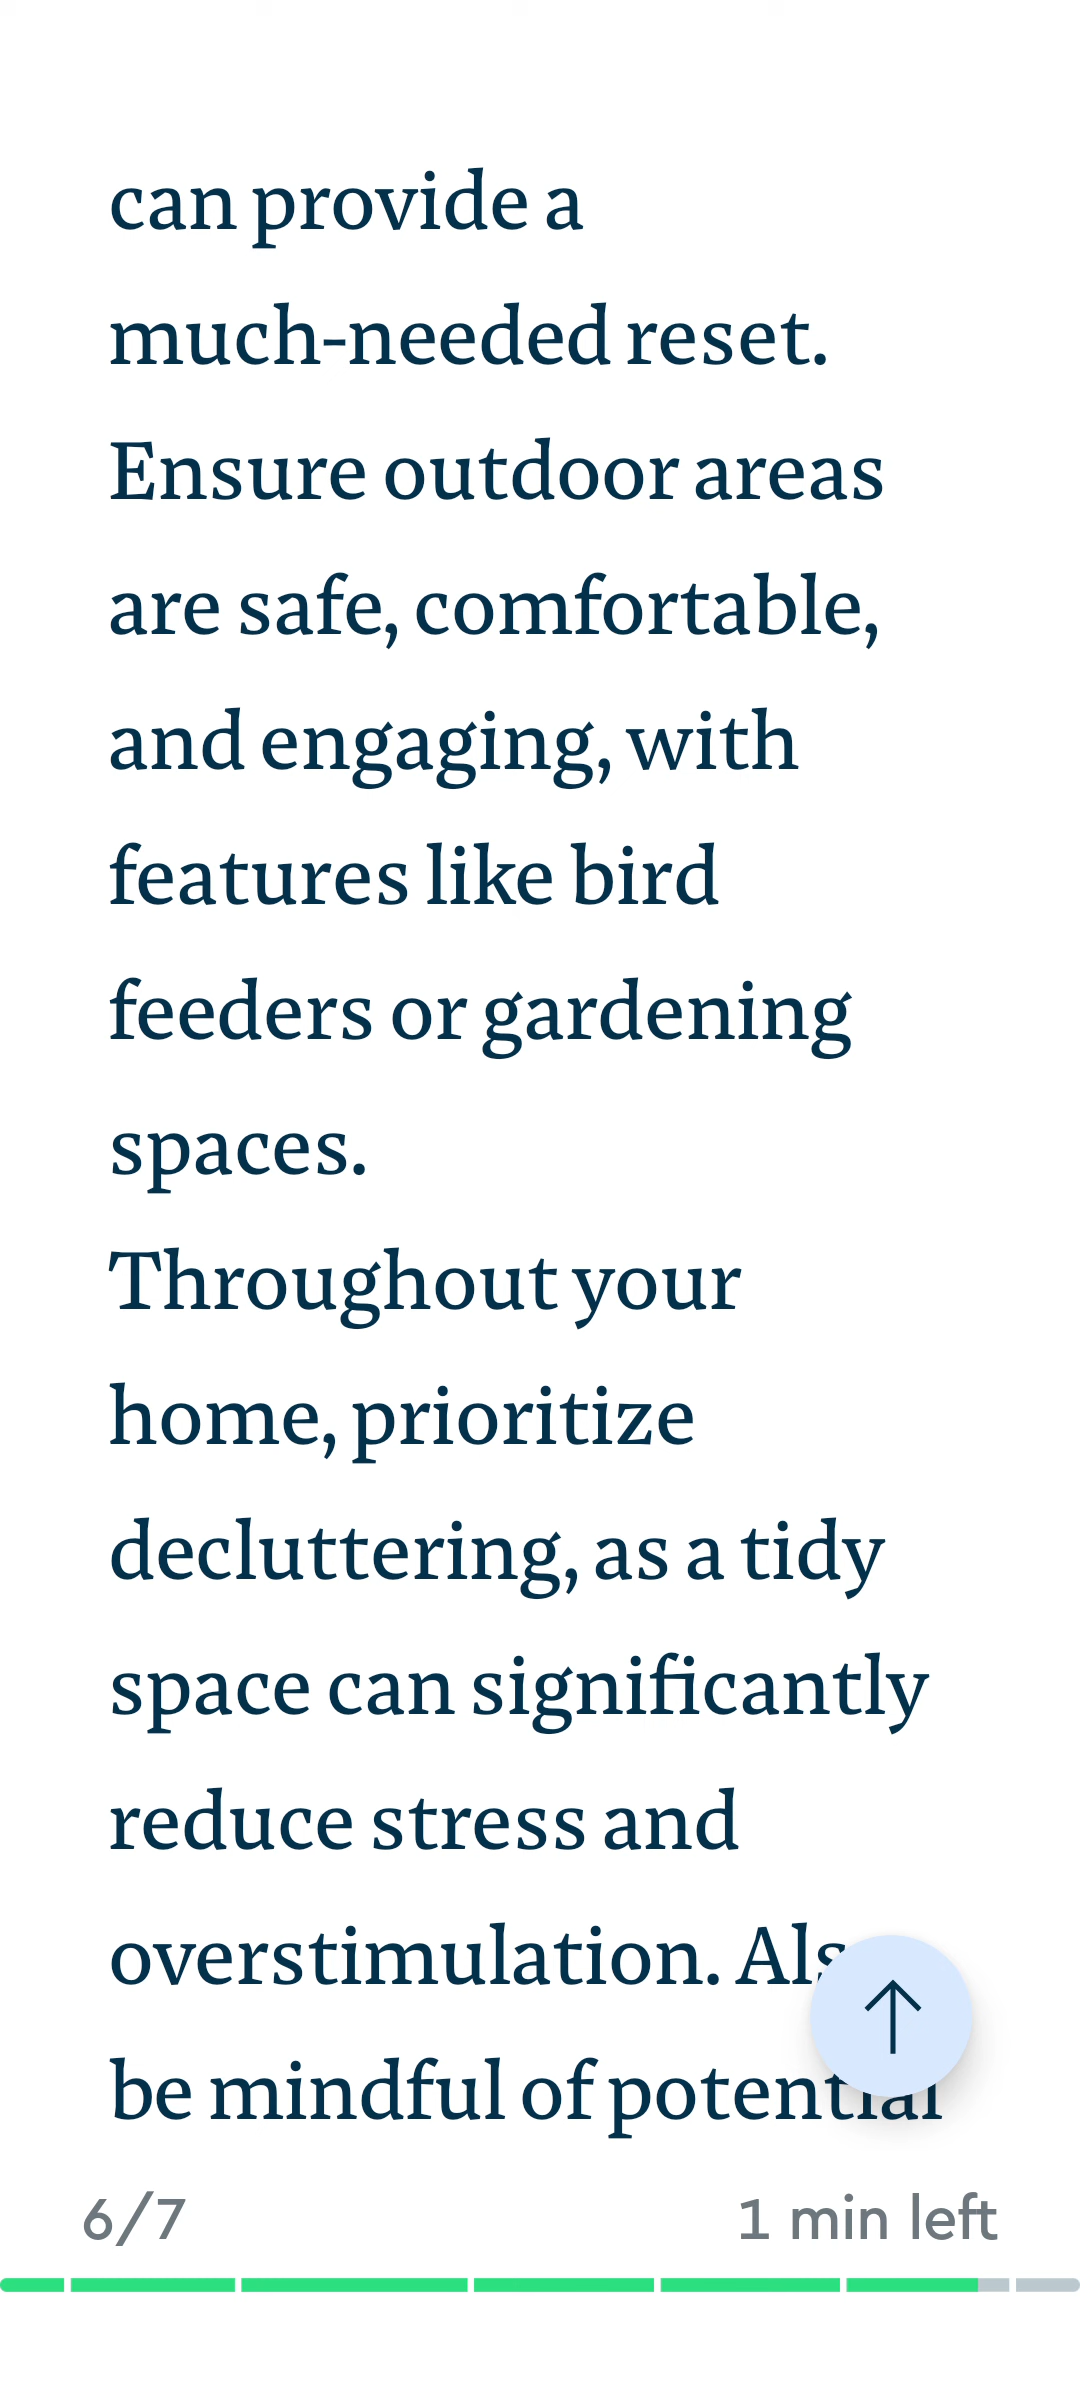 can provide a
much-needed reset.
Ensure outdoor areas
are safe, comfortable,
and engaging, with
features like bird
feeders or gardening
spaces.
Throughout your
home, prioritize
decluttering, as a tidy
space can significantly
reduce stress and
overstimulation.
be mindful of potential
6/7
1 min left